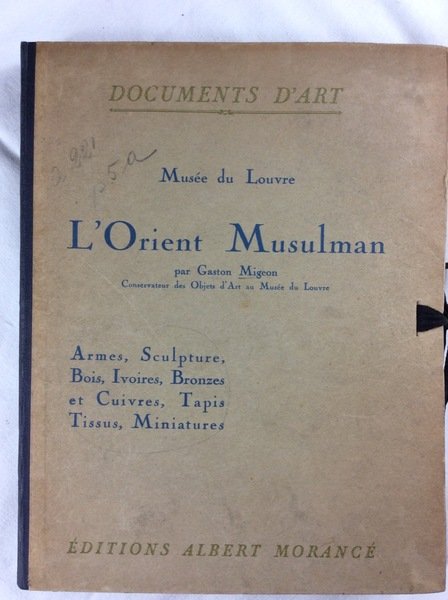 DOCUMENTS D'ART
Musée du Louvre
L'Orient Musulman
par Gaston Migeon
Conservateur des Objets d'Art au Musée du Louvre
Armes, Sculpture,
Bois, Ivoires, Bronzes
et Cuivres, Tapis
Tissus, Miniatures
ÉDITIONS ALBERT MORANCÉ